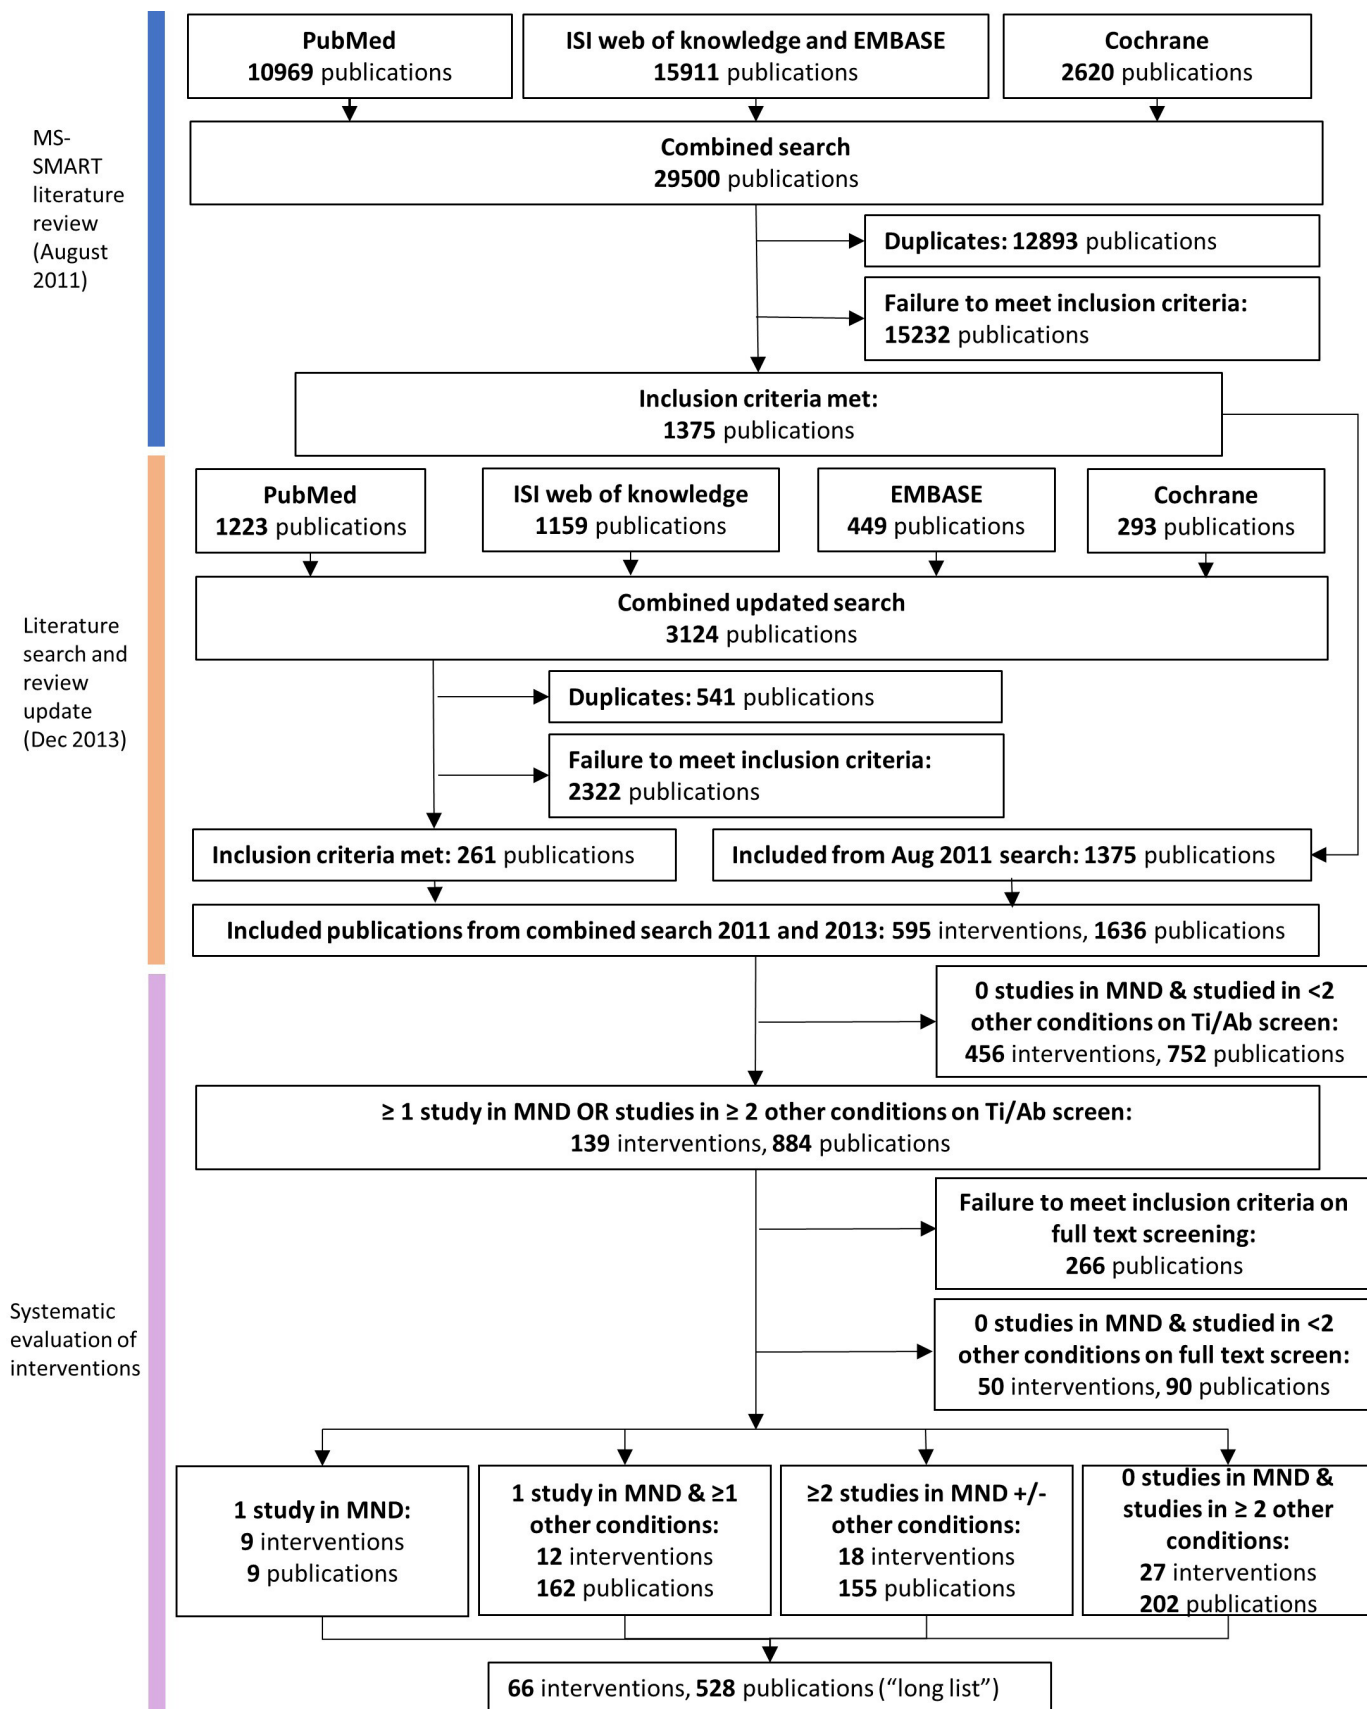 PubMed
10969 publications
ISI web of knowledge and EMBASE
15911 publications
Cochrane
2620 publications
MS-
SMART
literature
review
(August
2011)
Combined search
29500 publications
Duplicates: 12893 publications
Failure to meet inclusion criteria:
15232 publications
Inclusion criteria met:
1375 publications
PubMed
1223 publications
ISI web of knowledge
1159 publications
EMBASE
449 publications
Cochrane
293 publications
Literature
search and
review
update
(Dec 2013)
Combined updated search
3124 publications
Duplicates: 541 publications
Failure to meet inclusion criteria:
2322 publications
Inclusion criteria met: 261 publications
Included from Aug 2011 search: 1375 publications
Included publications from combined search 2011 and 2013: 595 interventions, 1636 publications
0 studies in MND & studied in <2
other conditions on Ti/Ab screen:
456 interventions, 752 publications
≥ 1 study in MND OR studies in ≥ 2 other conditions on Ti/Ab screen:
139 interventions, 884 publications
Failure to meet inclusion criteria on
full text screening:
266 publications
Systematic
evaluation of
interventions
0 studies in MND & studied in <2
other conditions on full text screen:
50 interventions, 90 publications
1 study in MND:
9 interventions
9 publications
1 study in MND & ≥1
other conditions:
12 interventions
162 publications
≥2 studies in MND +/-
other conditions:
18 interventions
155 publications
0 studies in MND &
studies in ≥ 2 other
conditions:
27 interventions
202 publications
66 interventions, 528 publications (“long list”)